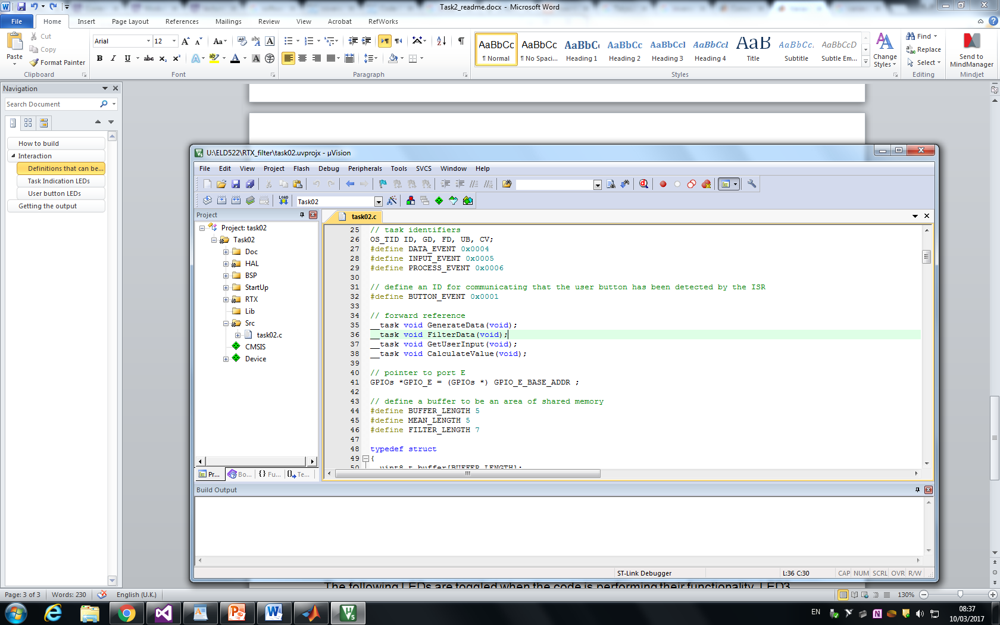 Task2_readme.docx - Microsoft Word
File Home Insert Page Layout References Mailings Review View Acrobat RefWorks
Paste
Cut
Copy
Format Painter
Clipboard
Arial 12
Font
Paragraph
AaBbCc AaBbCc AaBbC AaBbCc AaBbCcI AaBbCcI AaB AaBbCc. AaBbCcD
¶ Normal ¶ No Spaci... Heading 1 Heading 2 Heading 3 Heading 4 Title Subtitle Subtle Em...
Change Styles
Styles
Find
Replace
Select
Editing
Send to MindManager
Mindjet
Navigation
Search Document
How to build
Interaction
Definitions that can be...
Task Indication LEDs
User button LEDs
Getting the output
U:\ELD522\RTX_filter\task02.uvprojx - µVision
File Edit View Project Flash Debug Peripherals Tools SVCS Window Help
LOAD
Task02
Project
Project: task02
Task02
Doc
HAL
BSP
StartUp
RTX
Lib
Src
task02.c
CMSIS
Device
Pr... Bo... {} Fu... Te...
task02.c
25 // task identifiers
26 OS_TID ID, GD, FD, UB, CV;
27 #define DATA_EVENT 0x0004
28 #define INPUT_EVENT 0x0005
29 #define PROCESS_EVENT 0x0006
30
31 // define an ID for communicating that the user button has been detected by the ISR
32 #define BUTTON_EVENT 0x0001
33
34 // forward reference
35 __task void GenerateData(void);
36 __task void FilterData(void);
37 __task void GetUserInput(void);
38 __task void CalculateValue(void);
39
40 // pointer to port E
41 GPIOs *GPIO_E = (GPIOs *) GPIO_E_BASE_ADDR ;
42
43 // define a buffer to be an area of shared memory
44 #define BUFFER_LENGTH 5
45 #define MEAN_LENGTH 5
46 #define FILTER_LENGTH 7
47
48 typedef struct
49 {
50 uint8_t buffer[BUFFER_LENGTH];
Build Output
ST-Link Debugger L:36 C:30 CAP NUM SCRL OVR R/W
The following LEDs are toggled when the code is performing their functionality. LED3
Page: 3 of 3 Words: 230 English (U.K.) 130%
EN
08:37
10/03/2017